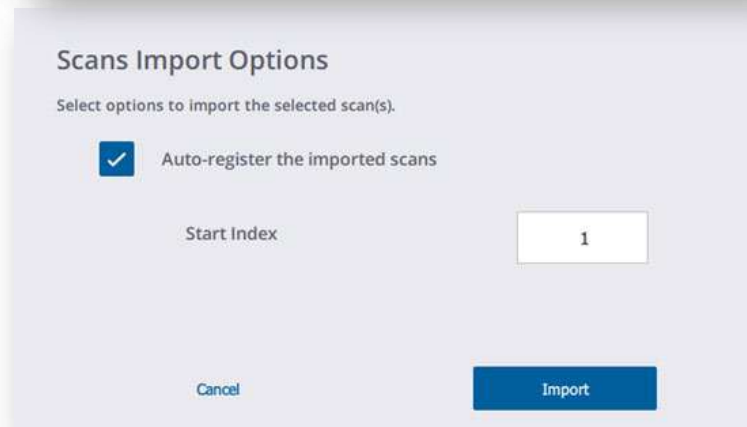 Scans Import Options
Select options to import the selected scan(s).
Auto-register the imported scans
Start Index
1
Cancel
Import